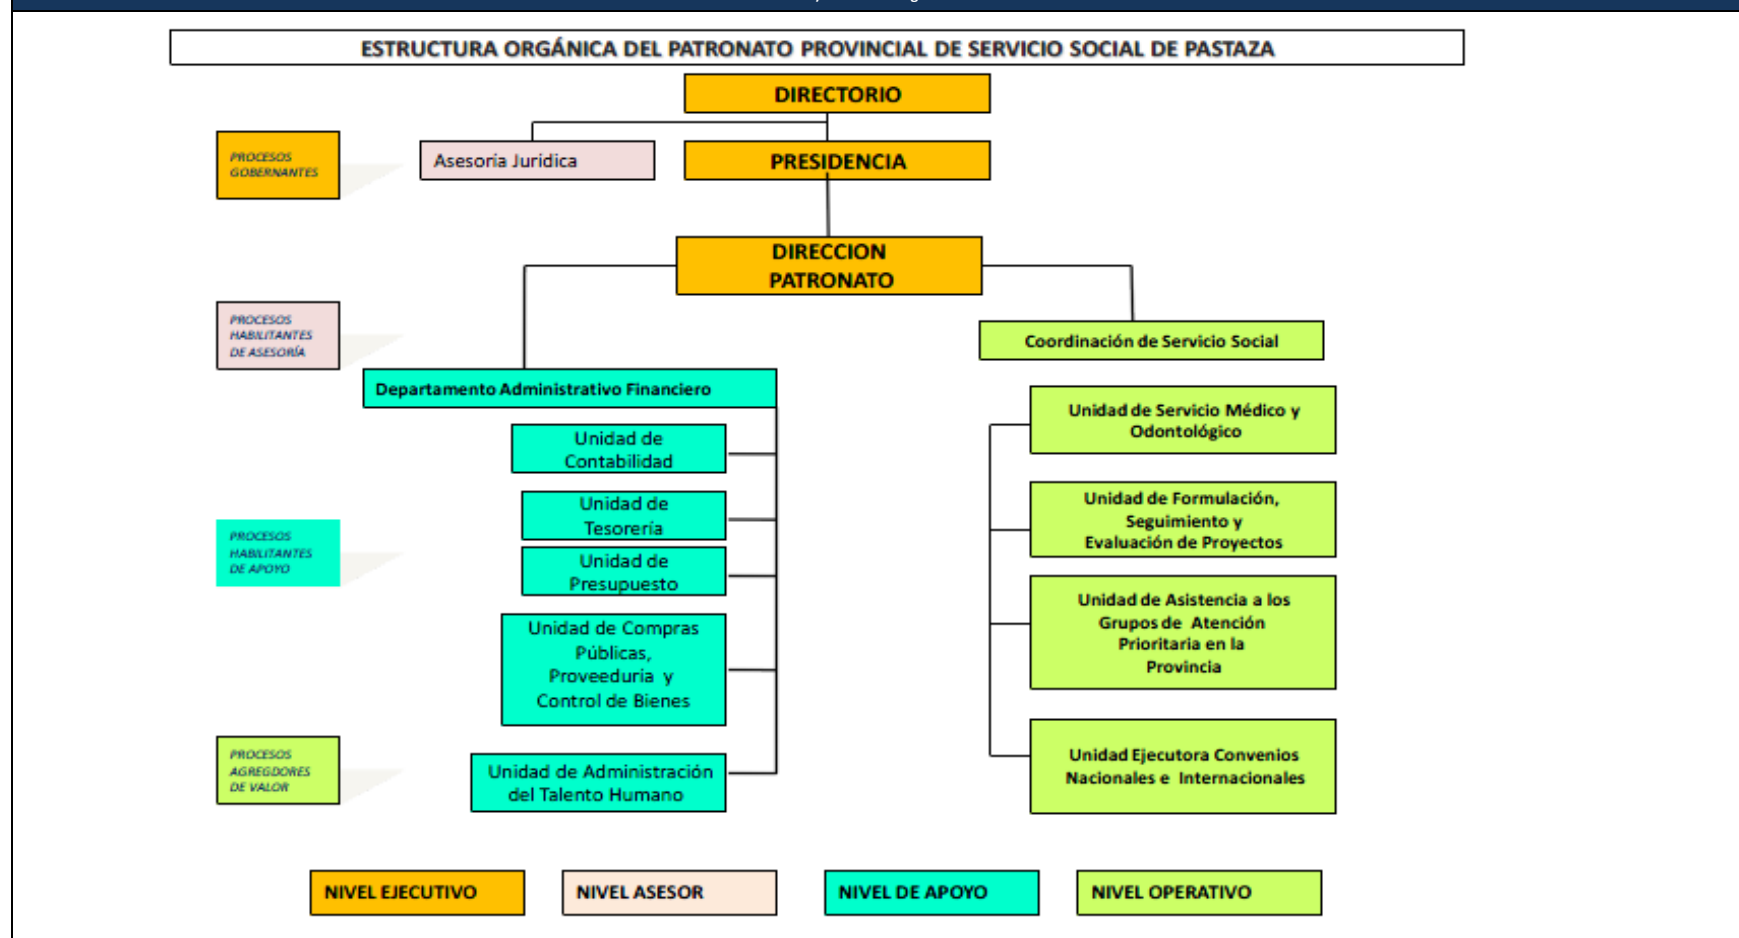 ESTRUCTURA ORGÁNICA DEL PATRONATO PROVINCIAL DE SERVICIO SOCIAL DE PASTAZA
DIRECTORIO
PROCESOS
GOBERNANTES
Asesoria Juridica
PRESIDENCIA
DIRECCION
PATRONATO
PROCESOS
HABILITANTES
DE ASESORÍA
Coordinación de Servicio Social
Departamento Administrativo Financiero
Unidad de
Contabilidad
Unidad de
Tesorería
Unidad de
Presupuesto
Unidad de Compras
Públicas,
Proveeduria y
Control de Bienes
Unidad de Administración
del Talento Humano
Unidad de Servicio Médico y
Odontológico
Unidad de Formulación,
Seguimiento y
Evaluación de Proyectos
Unidad de Asistencia a los
Grupos de Atención
Prioritaria en la
Provincia
Unidad Ejecutora Convenios
Nacionales e Internacionales
PROCESOS
HABILITANTES
DE APOYO
PROCESOS
AGREGDORES
DE VALOR
NIVEL EJECUTIVO
NIVEL ASESOR
NIVEL DE APOYO
NIVEL OPERATIVO